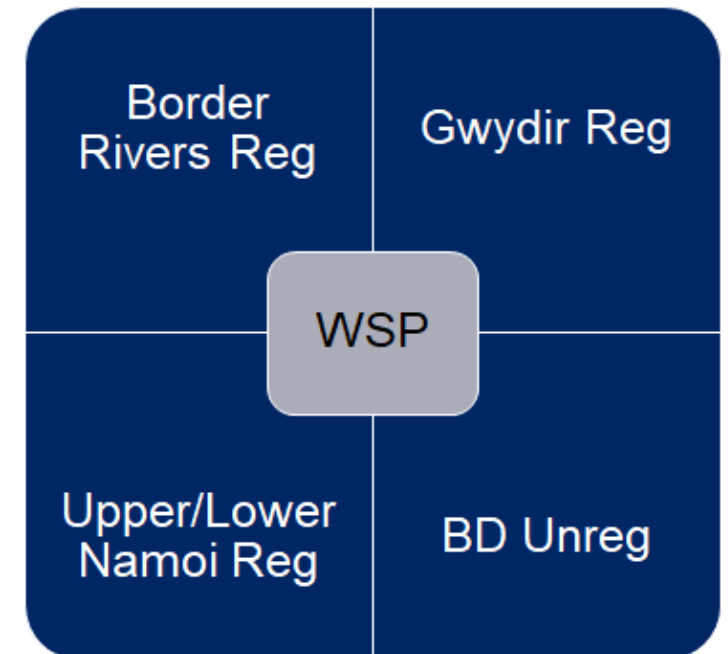 Border
Rivers Reg
Gwydir Reg
WSP
Upper/Lower
Namoi Reg
BD Unreg